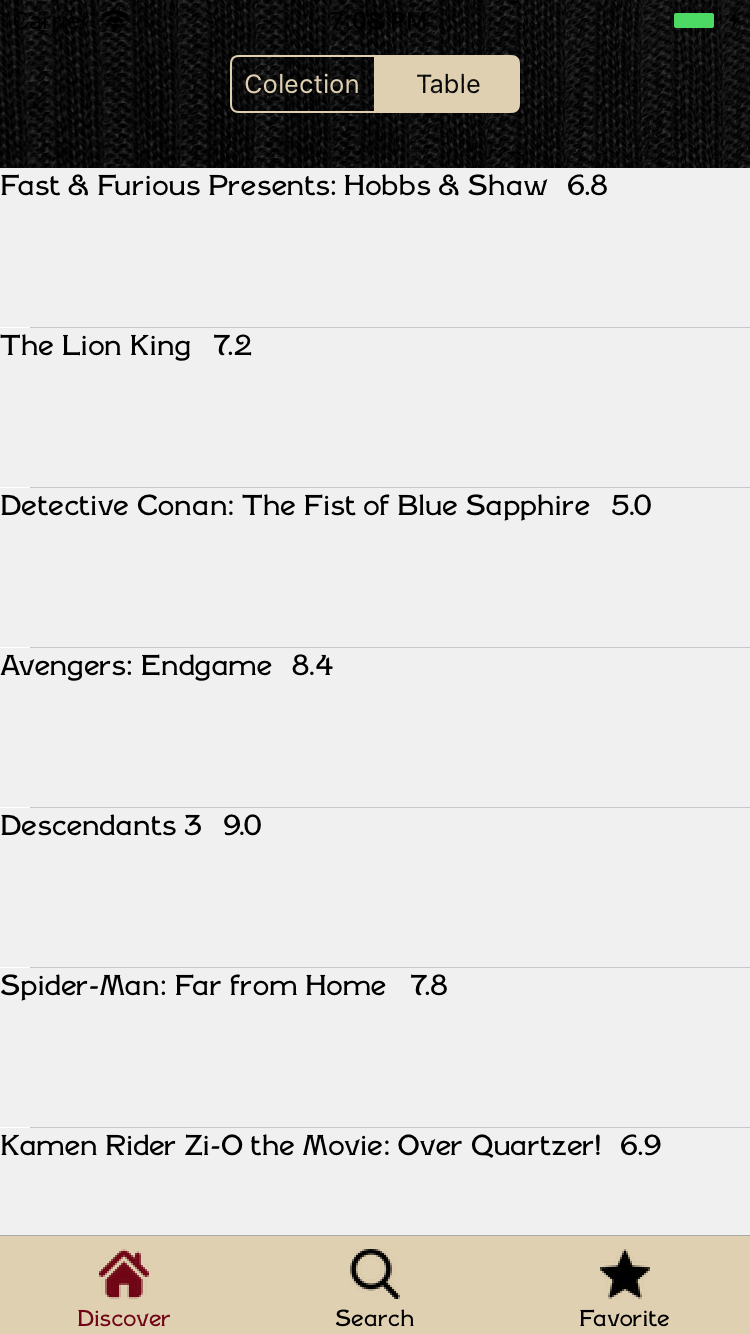 Colection Table
Fast & Furious Presents: Hobbs & Shaw 6.8
The Lion King 7.2
Detective Conan: The Fist of Blue Sapphire 5.0
Avengers: Endgame 8.4
Descendants 3 9.0
Spider-Man: Far from Home 7.8
Kamen Rider Zi-O the Movie: Over Quartzer! 6.9
Discover Search Favorite